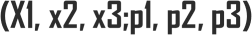 (X1, x2, x3;p1, p2, p3)